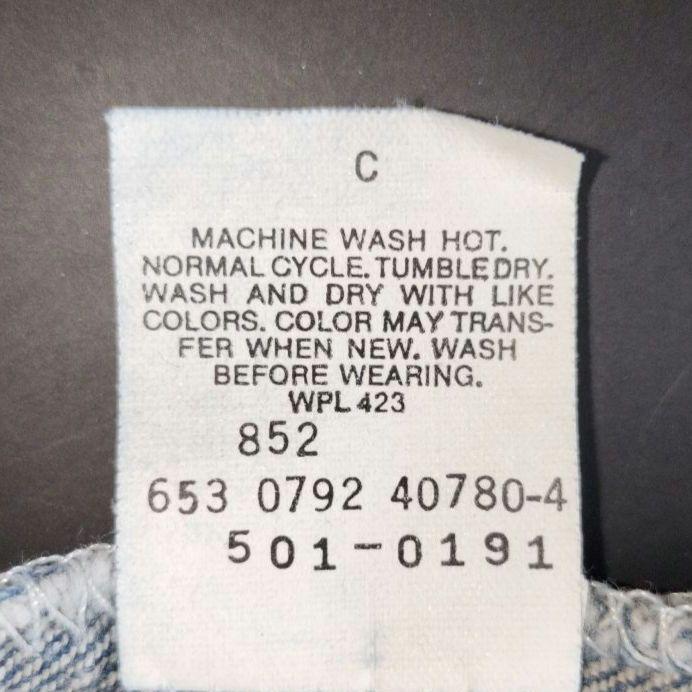 C
MACHINE WASH HOT.
NORMAL CYCLE. TUMBLE DRY.
WASH AND DRY WITH LIKE
COLORS. COLOR MAY TRANS-
FER WHEN NEW. WASH
BEFORE WEARING.
WPL 423
852
653 0792 40780-4
501-0191